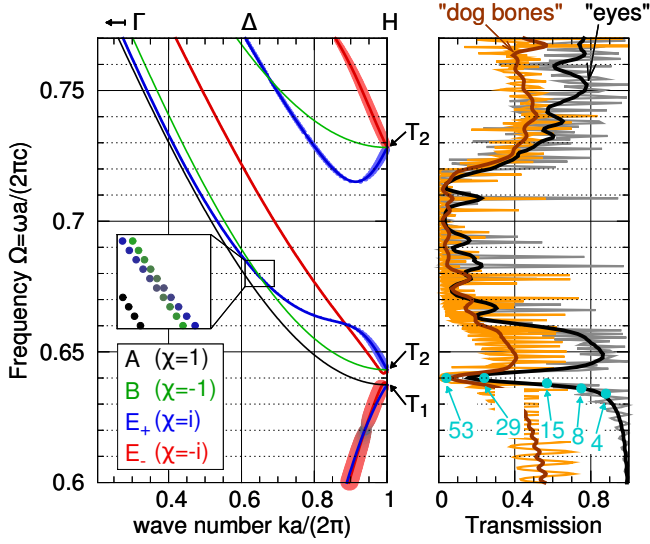 Γ Δ H
"dog bones" "eyes"
Frequency Ω=ωa/(2πc)
0.75
0.7
0.65
0.6
T2
T2
T1
A (χ=1)
B (χ=-1)
E+ (χ=i)
E- (χ=-i)
53 29 15 8 4
0.4 0.6 0.8 1
wave number ka/(2π)
0 0.4 0.8
Transmission